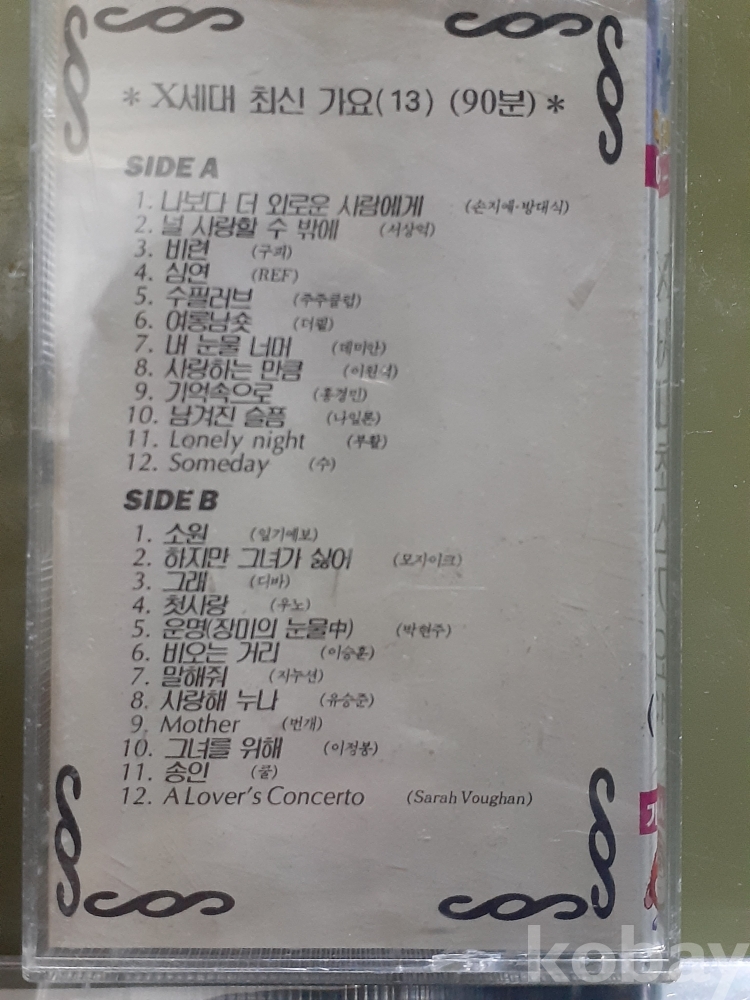 * X세대 최신 가요(13) (90분) *
SIDE A
1. 나보다 더 외로운 사람에게 (손지예·방대식)
2. 널 사랑할 수 밖에 (서상억)
3. 비련 (구피)
4. 심연 (REF)
5. 수필러브 (주주클럽)
6. 여롱남숏 (더펄)
7. 내 눈물 너머 (데미안)
8. 사랑하는 만큼 (이원식)
9. 기억속으로 (홍경민)
10. 남겨진 슬픔 (나일론)
11. Lonely night (부활)
12. Someday (수)
SIDE B
1. 소원 (일기예보)
2. 하지만 그녀가 싫어 (모자이크)
3. 그래 (디바)
4. 첫사랑 (우노)
5. 운명(장미의 눈물中) (박현주)
6. 비오는 거리 (이승훈)
7. 말해줘 (지누션)
8. 사랑해 누나 (유승준)
9. Mother (번개)
10. 그녀를 위해 (이정봉)
11. 송인 (쿨)
12. A Lover's Concerto (Sarah Voughan)
kobay